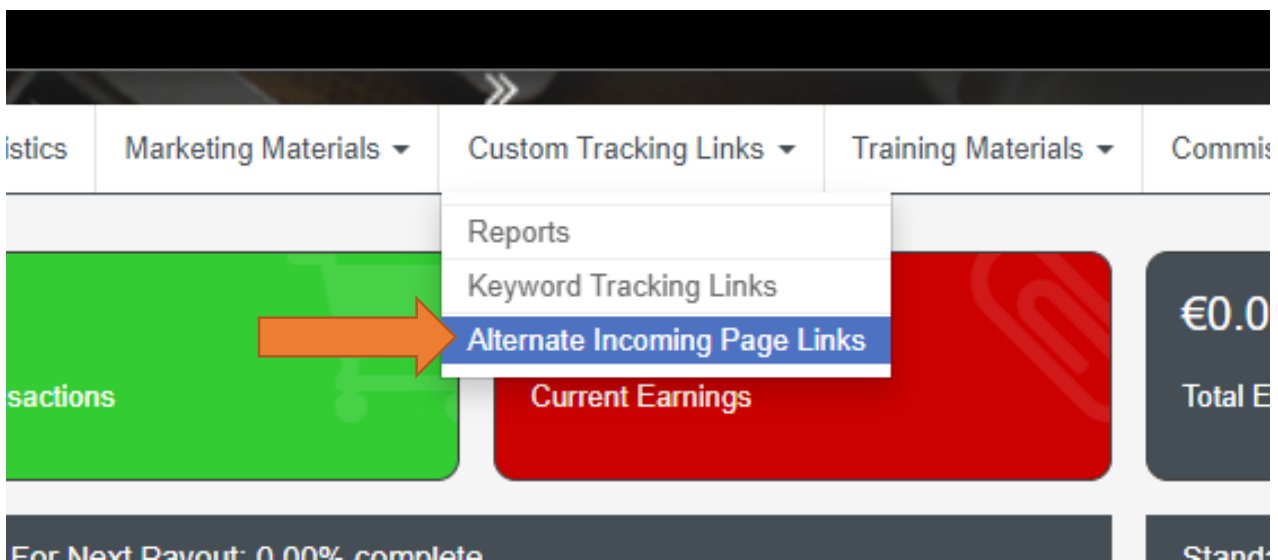 istics Marketing Materials Custom Tracking Links Training Materials Commis
Reports
Keyword Tracking Links
Alternate Incoming Page Links
€0.0
sactions Current Earnings Total E
For Next Payout: 0.00% complete Standa